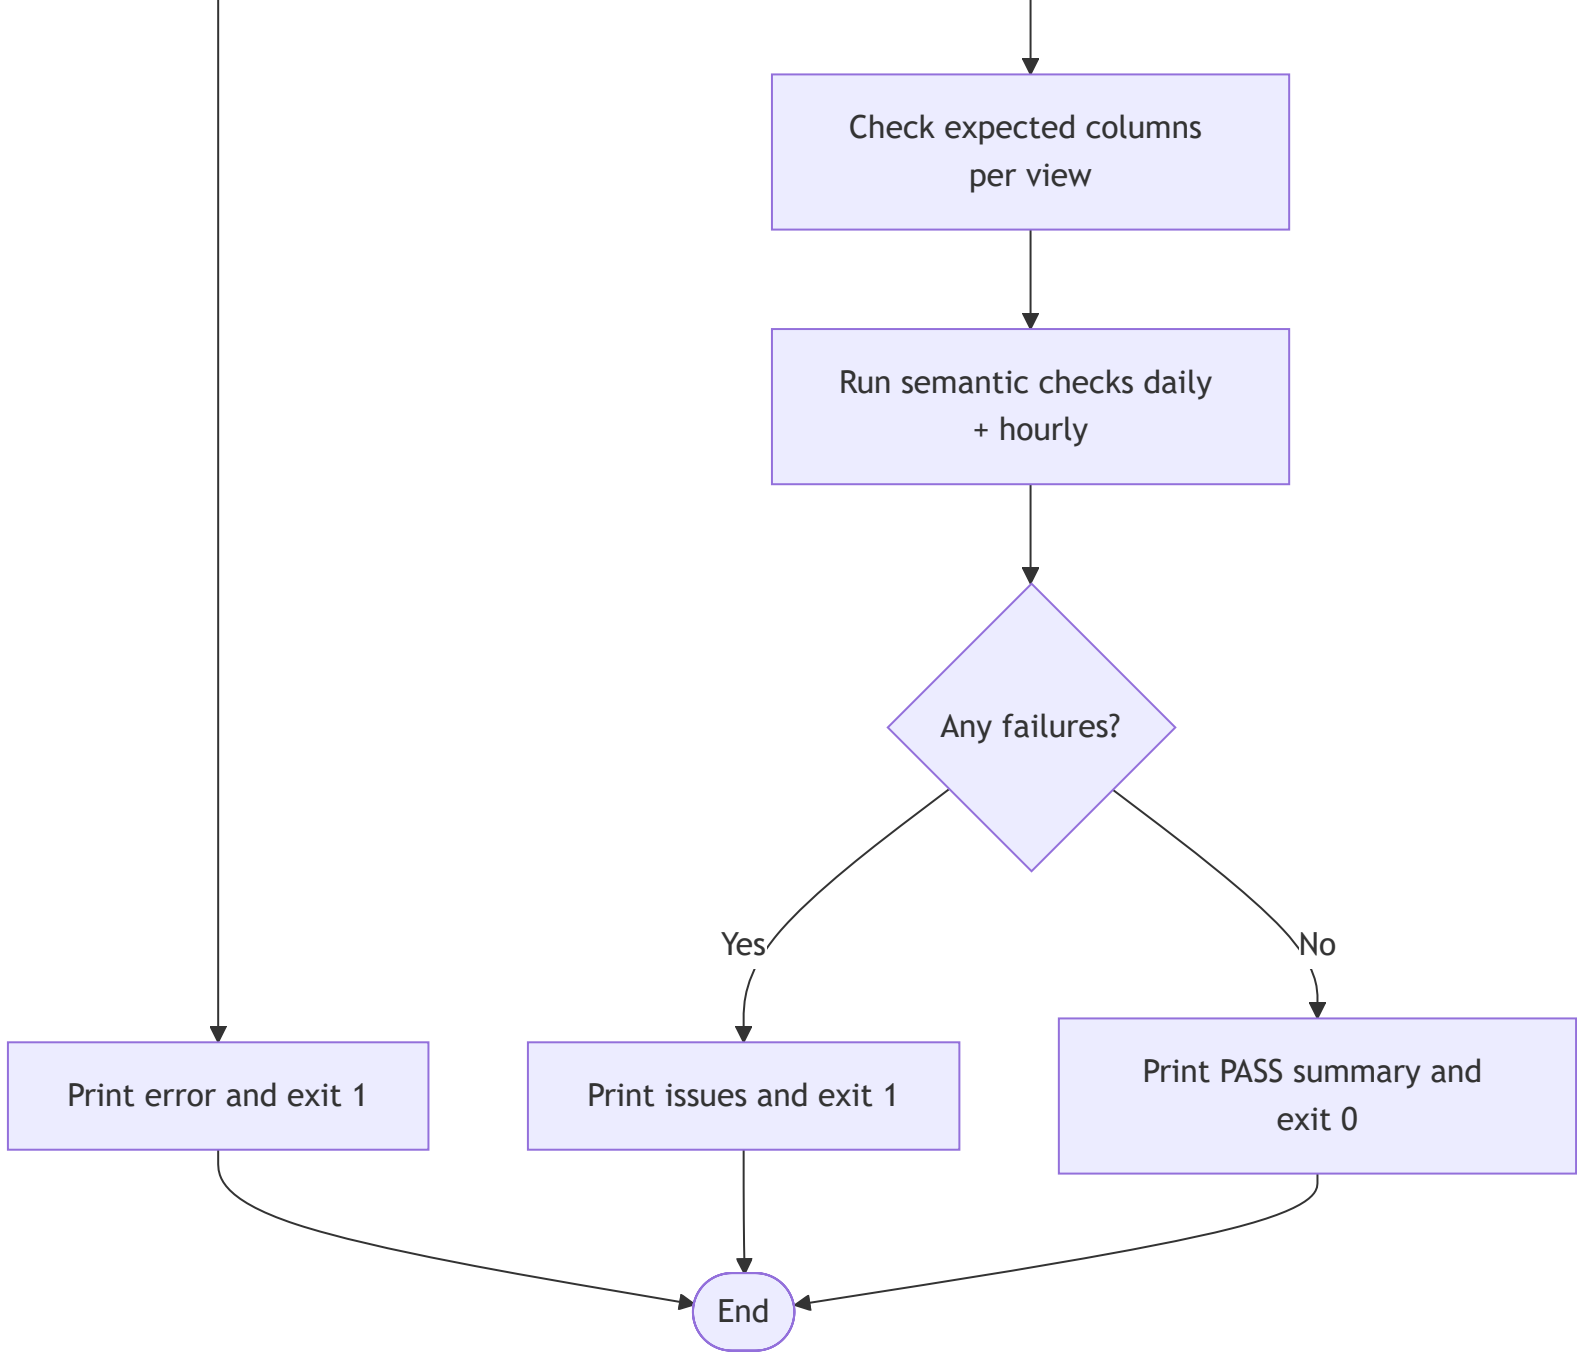 Check expected columns
per view
Run semantic checks daily
+ hourly
Any failures?
Yes
No
Print error and exit 1
Print issues and exit 1
Print PASS summary and
exit 0
End